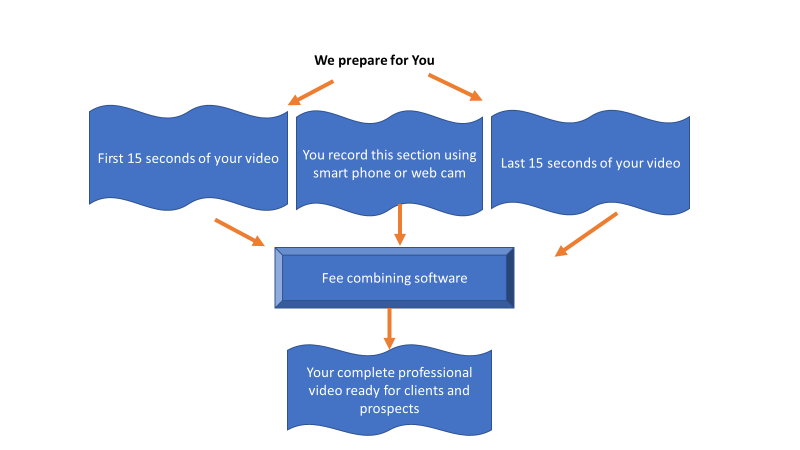 We prepare for You
First 15 seconds of your video
You record this section using
smart phone or web cam
Last 15 seconds of your video
Fee combining software
Your complete professional
video ready for clients and
prospects